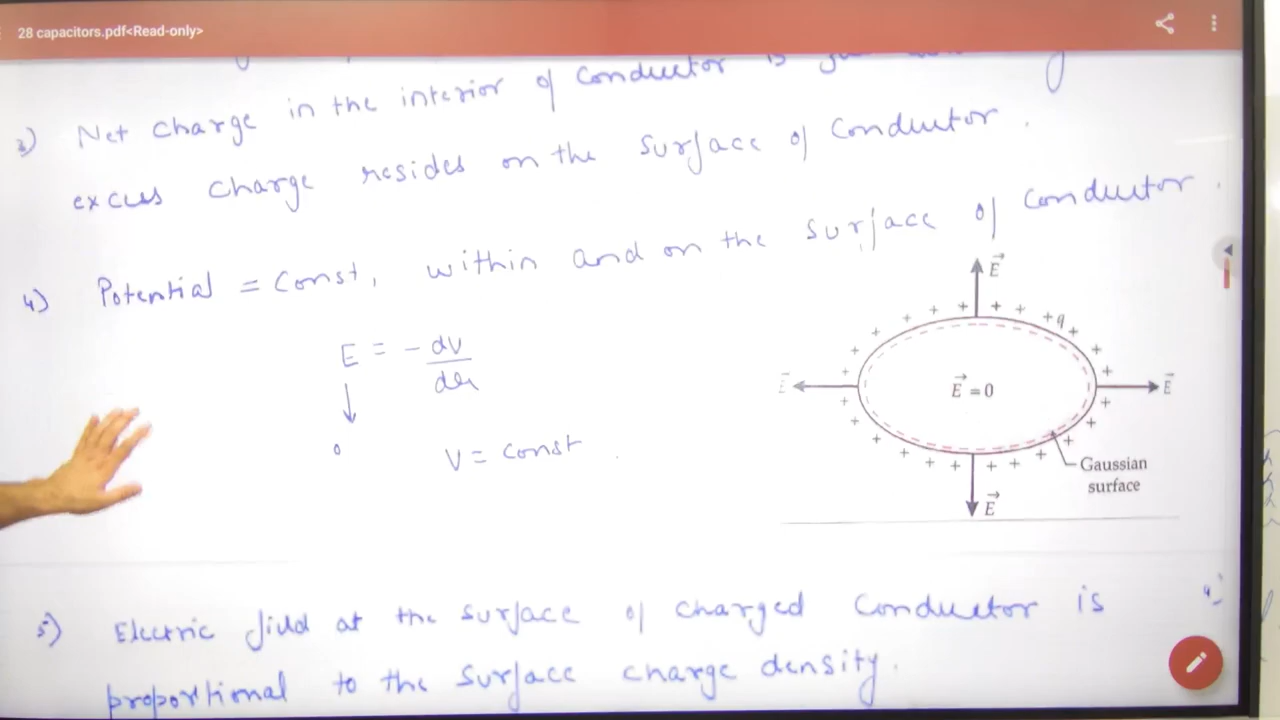 28 capacitors.pdf<Read-only>
3) Net charge in the interior of conductor is
excess charge resides on the surface of conductor.
4) Potential = const, within and on the surface of conductor.
E = - dv
dr
0 V = const
E
+ q
E E = 0 E
Gaussian
surface
E
5) Electric field at the surface of charged conductor is
proportional to the surface charge density.